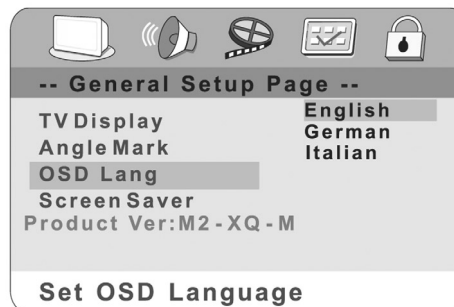 -- General Setup Page --
TV Display
Angle Mark
OSD Lang
Screen Saver
Product Ver:M2-XQ-M
English
German
Italian
Set OSD Language